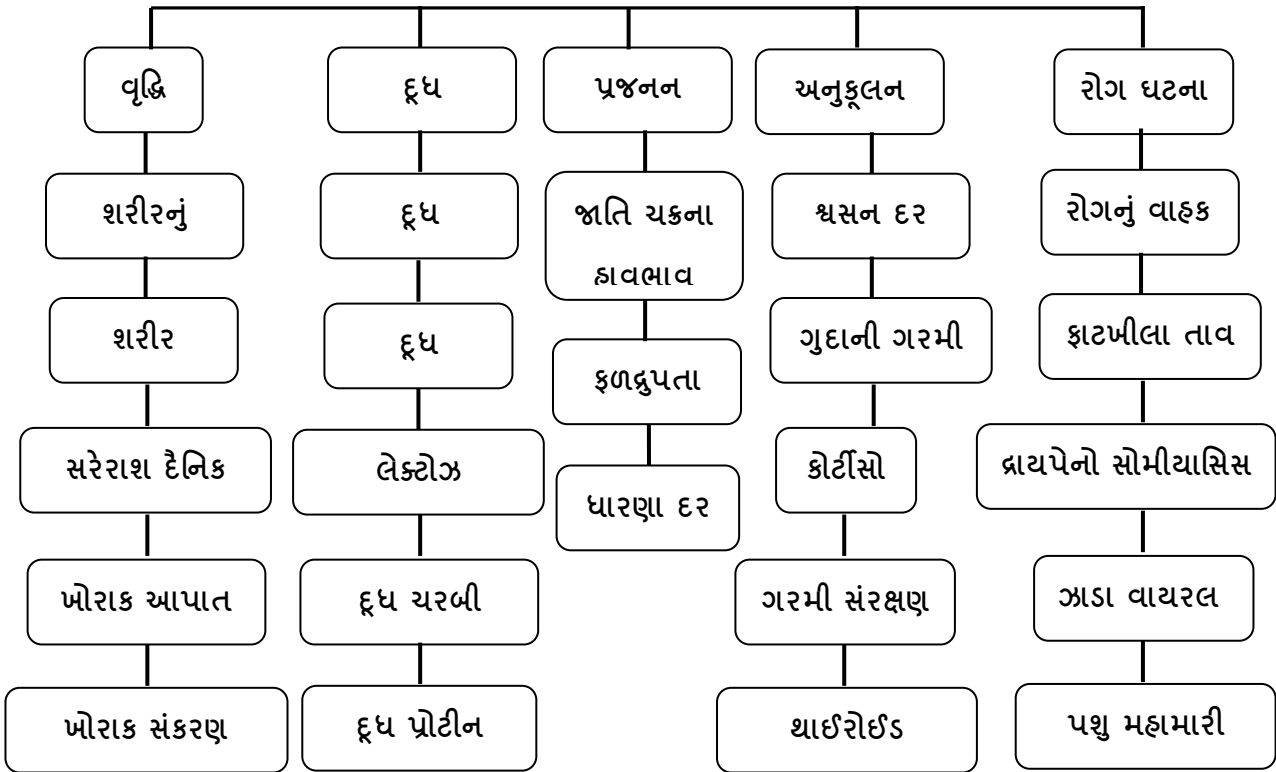 વૃદ્ધિ
શરીરનું
શરીર
સરેરાશ દૈનિક
ખોરાક આપાત
ખોરાક સંકરણ
દૂધ
દૂધ
દૂધ
લેક્ટોઝ
દૂધ ચરબી
દૂધ પ્રોટીન
પ્રજનન
જાતિ ચક્રના
હાવભાવ
ફળદ્રુપતા
ધારણા દર
અનુકૂલન
શ્વસન દર
ગુદાની ગરમી
કોર્ટીસો
ગરમી સંરક્ષણ
થાઈરોઈડ
રોગ ઘટના
રોગનું વાહક
ફાટખીલા તાવ
દ્રાયપેનો સોમીયાસિસ
ઝાડા વાયરલ
પશુ મહામારી